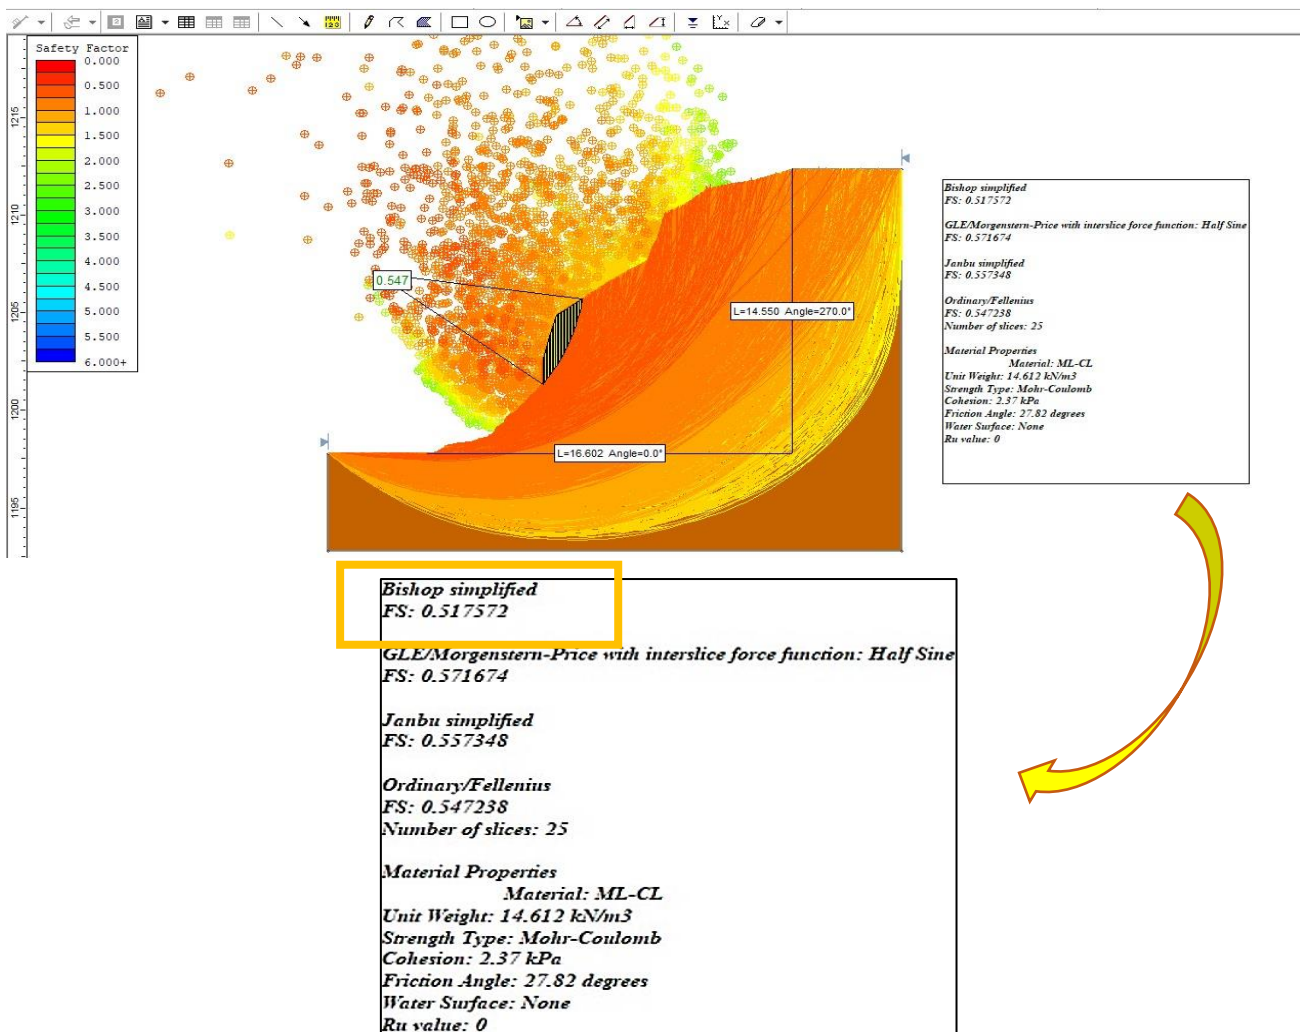 Safety Factor
0.000
0.500
1.000
1.500
2.000
2.500
3.000
3.500
4.000
4.500
5.000
5.500
6.000+
1215
1210
1205
1200
1195
0.547
L=14.550 Angle=270.0°
L=16.602 Angle=0.0°
Bishop simplified
FS: 0.517572
GLE/Morgenstern-Price with interslice force function: Half Sine
FS: 0.571674
Janbu simplified
FS: 0.557348
Ordinary/Fellenius
FS: 0.547238
Number of slices: 25
Material Properties
Material: ML-CL
Unit Weight: 14.612 kN/m3
Strength Type: Mohr-Coulomb
Cohesion: 2.37 kPa
Friction Angle: 27.82 degrees
Water Surface: None
Ru value: 0
Bishop simplified
FS: 0.517572
GLE/Morgenstern-Price with interslice force function: Half Sine
FS: 0.571674
Janbu simplified
FS: 0.557348
Ordinary/Fellenius
FS: 0.547238
Number of slices: 25
Material Properties
Material: ML-CL
Unit Weight: 14.612 kN/m3
Strength Type: Mohr-Coulomb
Cohesion: 2.37 kPa
Friction Angle: 27.82 degrees
Water Surface: None
Ru value: 0